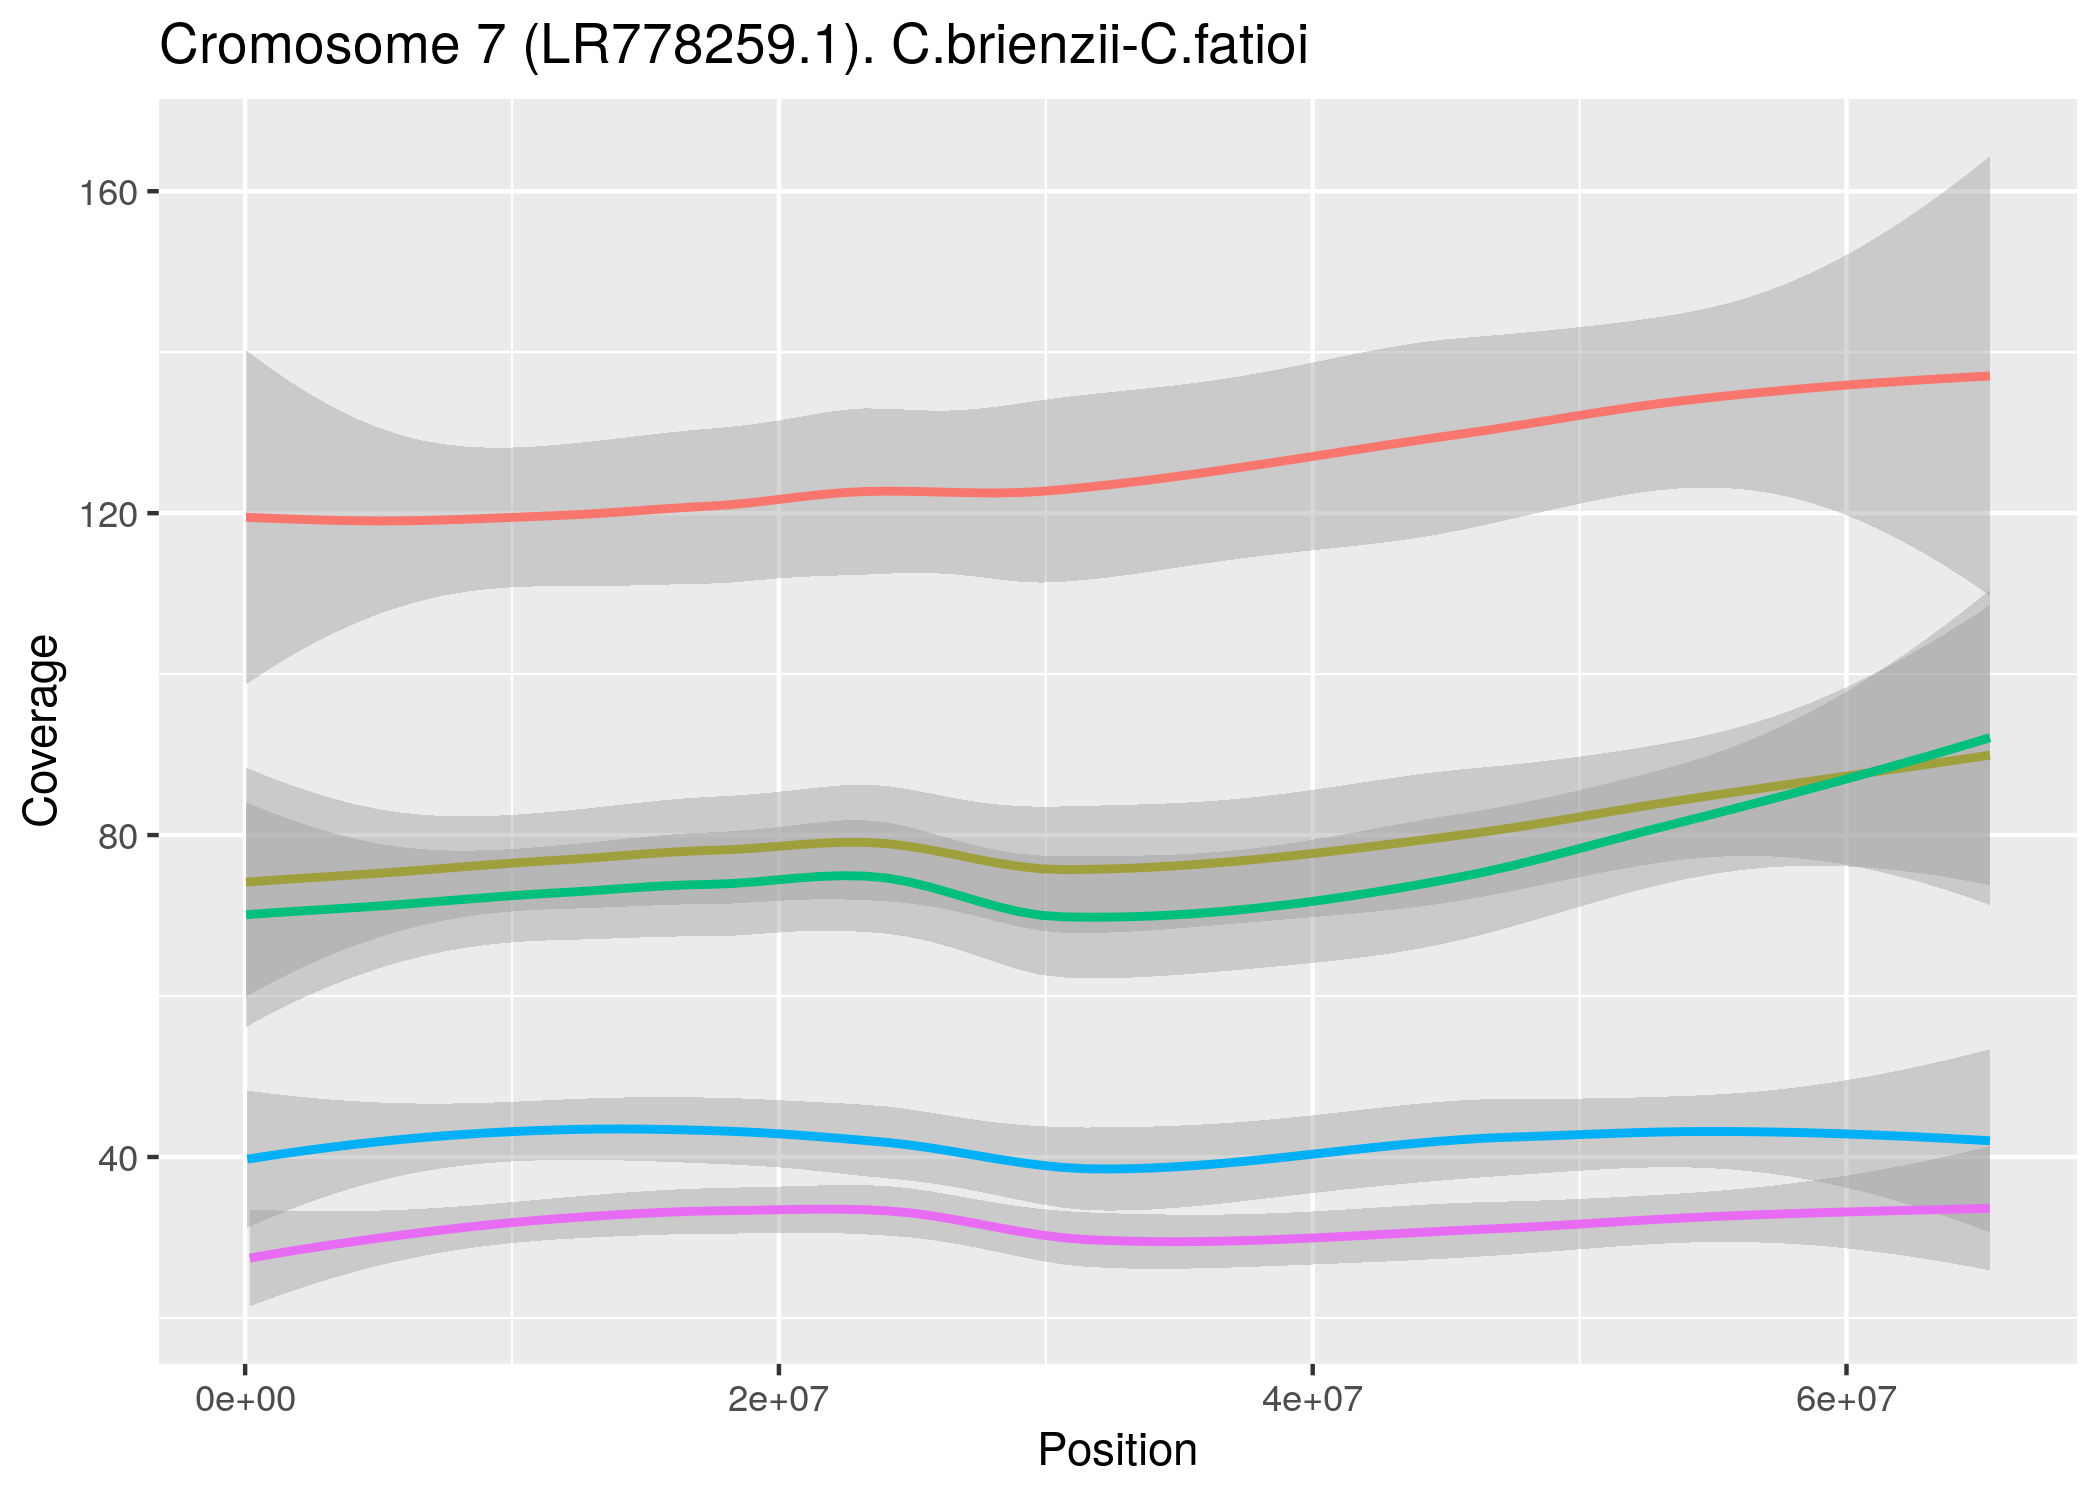 Cromosome 7 (LR778259.1). C.brienzii-C.fatioi
160
120
80
40
Coverage
0e+00 2e+07 4e+07 6e+07
Position